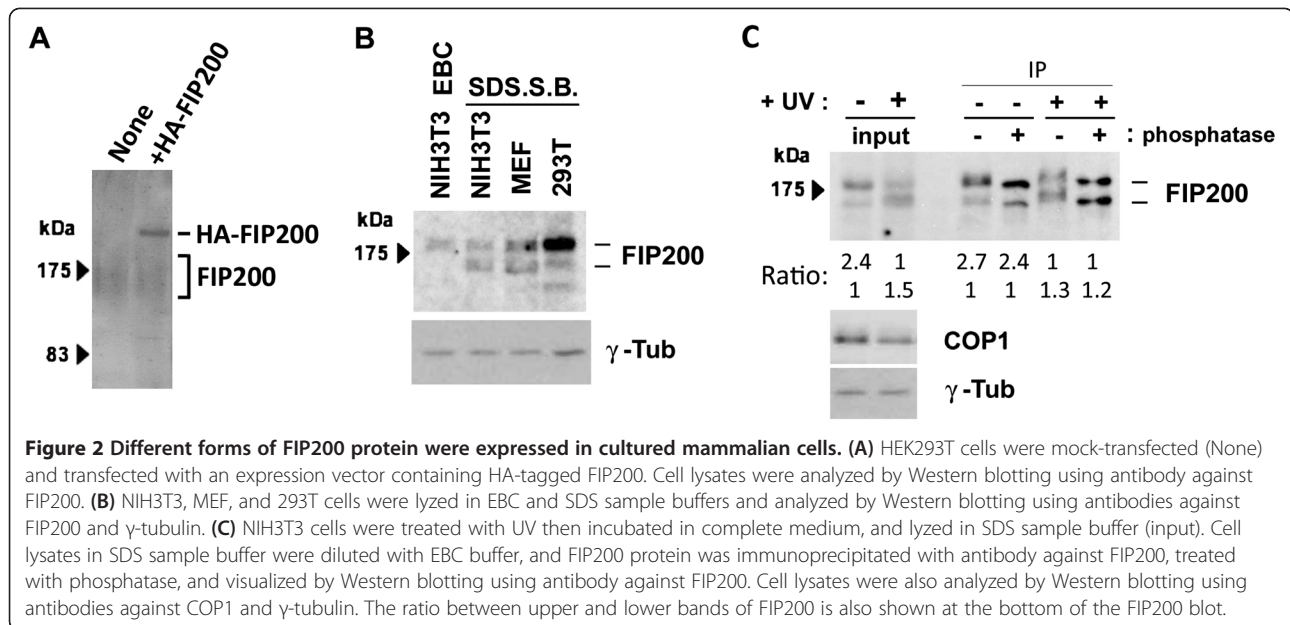 A
None
+HA-FIP200
kDa
175
83
HA-FIP200
FIP200
B
NIH3T3 EBC
SDS.S.B.
NIH3T3
MEF
293T
kDa
175
FIP200
γ-Tub
C
IP
+ UV : - + - - + +
input - + - + : phosphatase
kDa
175
FIP200
Ratio:
2.4 1 2.7 2.4 1 1
1 1.5 1 1 1.3 1.2
COP1
γ-Tub
Figure 2 Different forms of FIP200 protein were expressed in cultured mammalian cells. (A) HEK293T cells were mock-transfected (None)
and transfected with an expression vector containing HA-tagged FIP200. Cell lysates were analyzed by Western blotting using antibody against
FIP200. (B) NIH3T3, MEF, and 293T cells were lyzed in EBC and SDS sample buffers and analyzed by Western blotting using antibodies against
FIP200 and γ-tubulin. (C) NIH3T3 cells were treated with UV then incubated in complete medium, and lyzed in SDS sample buffer (input). Cell
lysates in SDS sample buffer were diluted with EBC buffer, and FIP200 protein was immunoprecipitated with antibody against FIP200, treated
with phosphatase, and visualized by Western blotting using antibody against FIP200. Cell lysates were also analyzed by Western blotting using
antibodies against COP1 and γ-tubulin. The ratio between upper and lower bands of FIP200 is also shown at the bottom of the FIP200 blot.